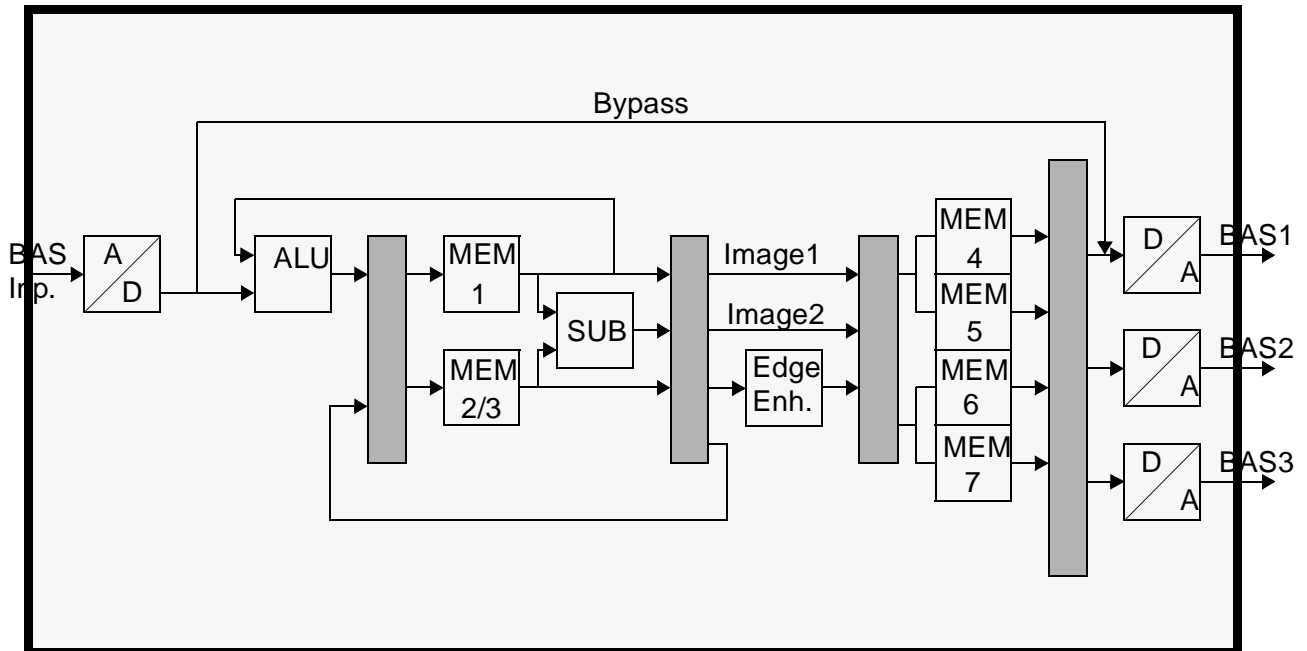 Bypass
BAS
Inp.
A
D
ALU
MEM
1
MEM
2/3
SUB
Image1
Image2
Edge
Enh.
MEM
4
MEM
5
MEM
6
MEM
7
D
A
BAS1
D
A
BAS2
D
A
BAS3